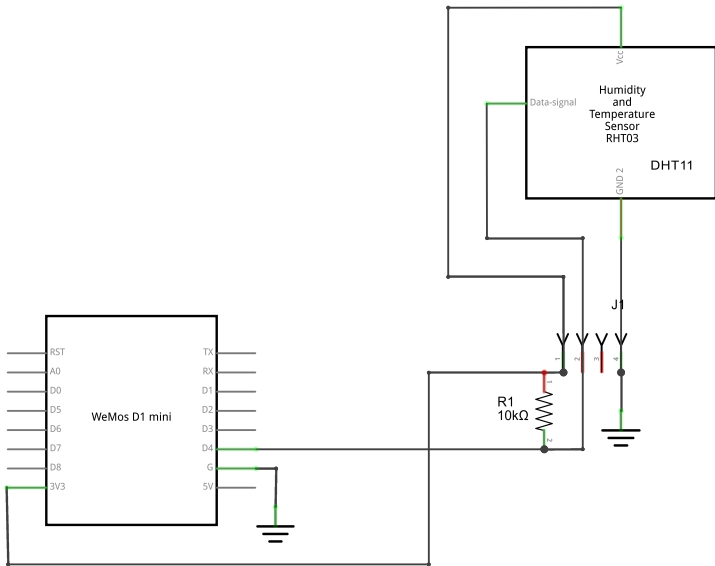 Vcc
Humidity
and
Temperature
Sensor
RHT03
Data-signal
DHT11
GND 2
J1
1
2
3
4
R1
10kΩ
1
2
WeMos D1 mini
RST
A0
D0
D5
D6
D7
D8
3V3
TX
RX
D1
D2
D3
D4
G
5V